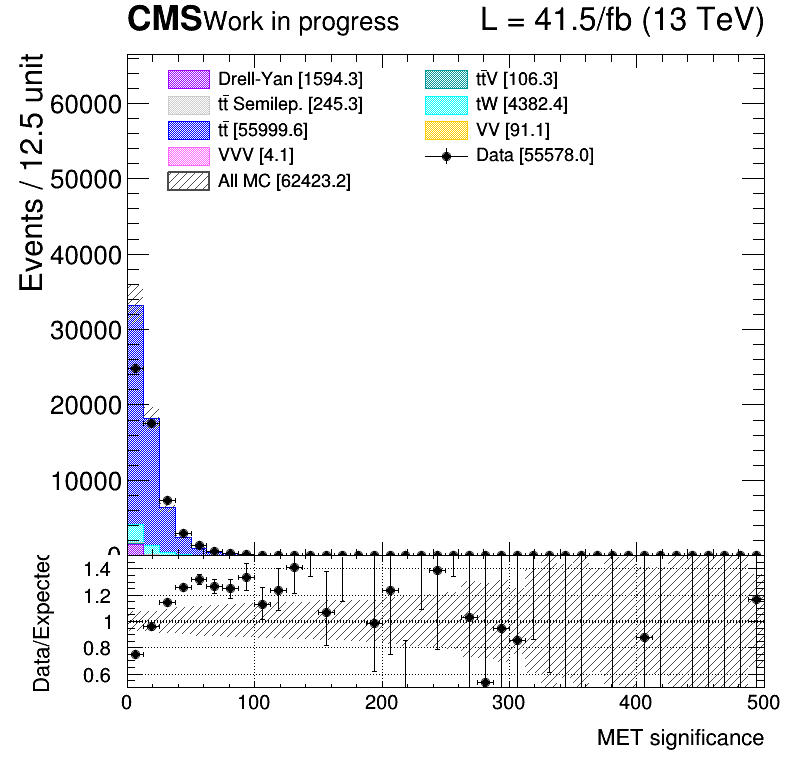 CMS Work in progress L = 41.5/fb (13 TeV)
Events / 12.5 unit
Drell-Yan [1594.3]
tt̄ Semilep. [245.3]
tt̄ [55999.6]
VVV [4.1]
All MC [62423.2]
tt̄V [106.3]
tW [4382.4]
VV [91.1]
Data [55578.0]
60000
50000
40000
30000
20000
10000
0
Data/Expected
1.4
1.2
1
0.8
0.6
0 100 200 300 400 500
MET significance